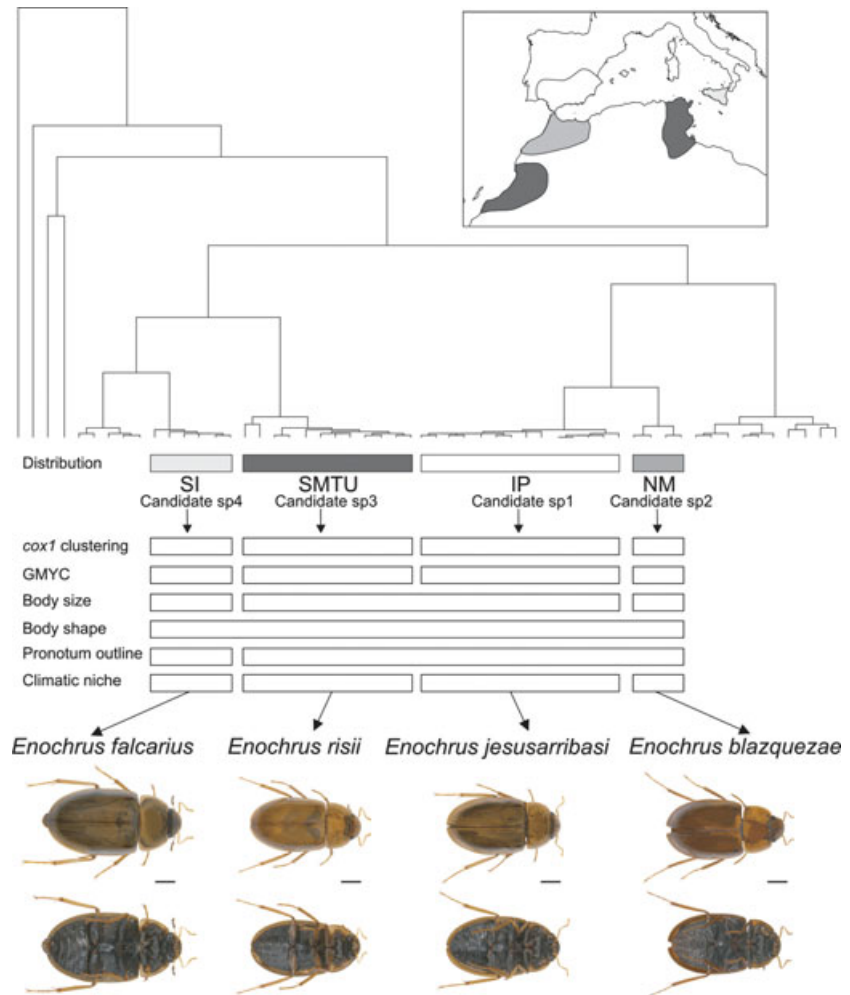 Distribution
SI SMTU IP NM
Candidate sp4 Candidate sp3 Candidate sp1 Candidate sp2
cox1 clustering
GMYC
Body size
Body shape
Pronotum outline
Climatic niche
Enochrus falcarius Enochrus risii Enochrus jesusarribasi Enochrus blazquezae